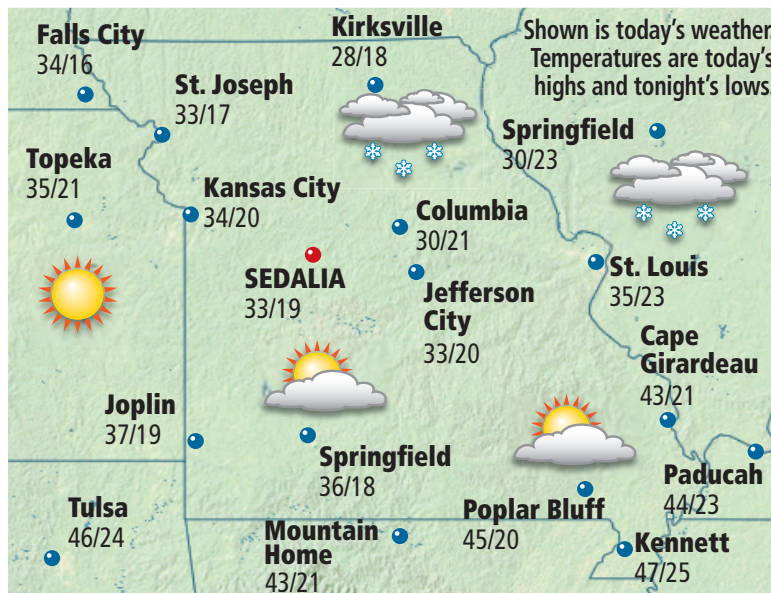 Falls City
34/16
Kirksville
28/18
Shown is today's weather.
Temperatures are today's
highs and tonight's lows.
St. Joseph
33/17
Springfield
30/23
Topeka
35/21
Kansas City
34/20
Columbia
30/21
SEDALIA
33/19
Jefferson
City
33/20
St. Louis
35/23
Cape
Girardeau
43/21
Joplin
37/19
Springfield
36/18
Paducah
44/23
Tulsa
46/24
Mountain
Home
43/21
Poplar Bluff
45/20
Kennett
47/25